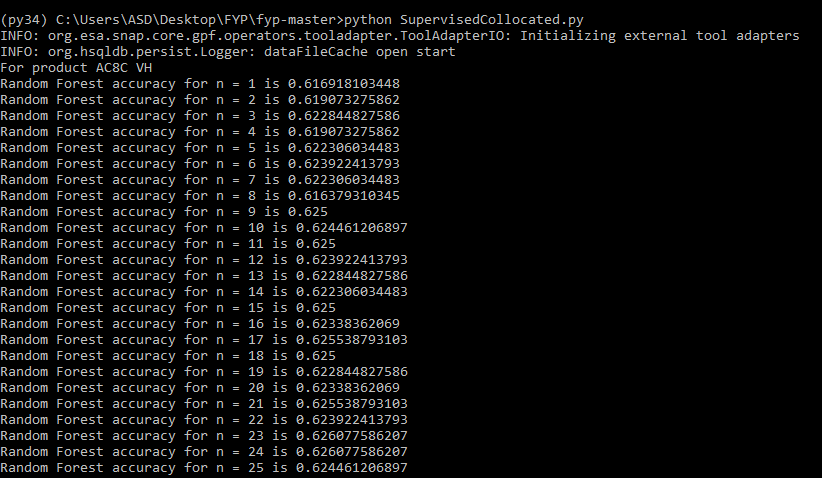 (py34) C:\Users\ASD\Desktop\FYP\fyp-master>python SupervisedCollocated.py
INFO: org.esa.snap.core.gpf.operators.tooladapter.ToolAdapterIO: Initializing external tool adapters
INFO: org.hsqldb.persist.Logger: dataFileCache open start
For product AC8C VH
Random Forest accuracy for n = 1 is 0.616918103448
Random Forest accuracy for n = 2 is 0.619073275862
Random Forest accuracy for n = 3 is 0.622844827586
Random Forest accuracy for n = 4 is 0.619073275862
Random Forest accuracy for n = 5 is 0.622306034483
Random Forest accuracy for n = 6 is 0.623922413793
Random Forest accuracy for n = 7 is 0.622306034483
Random Forest accuracy for n = 8 is 0.616379310345
Random Forest accuracy for n = 9 is 0.625
Random Forest accuracy for n = 10 is 0.624461206897
Random Forest accuracy for n = 11 is 0.625
Random Forest accuracy for n = 12 is 0.623922413793
Random Forest accuracy for n = 13 is 0.622844827586
Random Forest accuracy for n = 14 is 0.622306034483
Random Forest accuracy for n = 15 is 0.625
Random Forest accuracy for n = 16 is 0.62338362069
Random Forest accuracy for n = 17 is 0.625538793103
Random Forest accuracy for n = 18 is 0.625
Random Forest accuracy for n = 19 is 0.622844827586
Random Forest accuracy for n = 20 is 0.62338362069
Random Forest accuracy for n = 21 is 0.625538793103
Random Forest accuracy for n = 22 is 0.623922413793
Random Forest accuracy for n = 23 is 0.626077586207
Random Forest accuracy for n = 24 is 0.626077586207
Random Forest accuracy for n = 25 is 0.624461206897